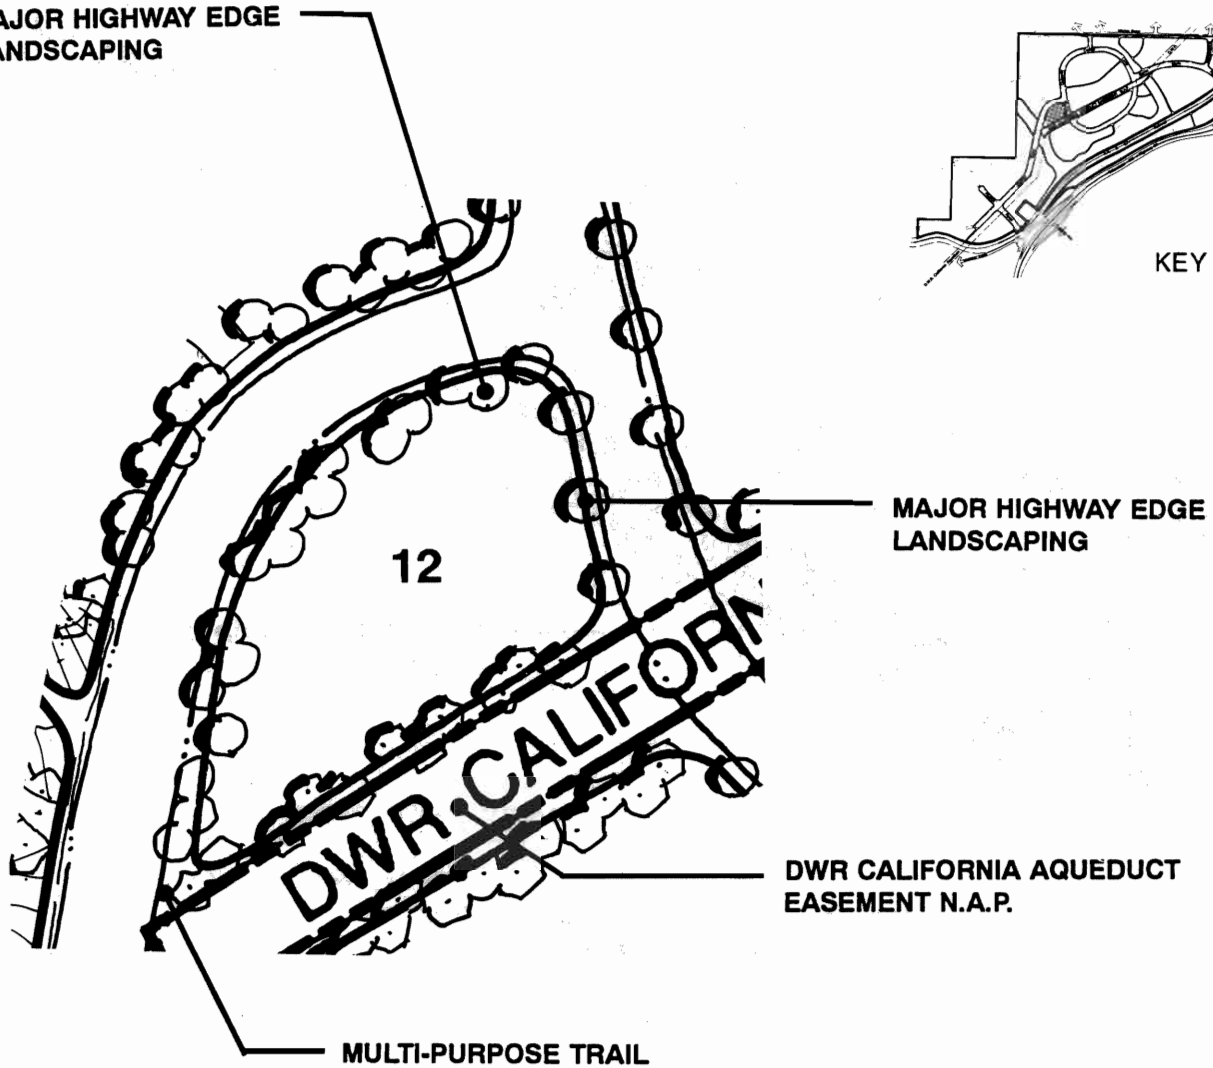 AJOR HIGHWAY EDGE
ANDSCAPING
KEY
MAJOR HIGHWAY EDGE
LANDSCAPING
12
DWR CALIFORN
DWR CALIFORNIA AQUEDUCT
EASEMENT N.A.P.
MULTI-PURPOSE TRAIL